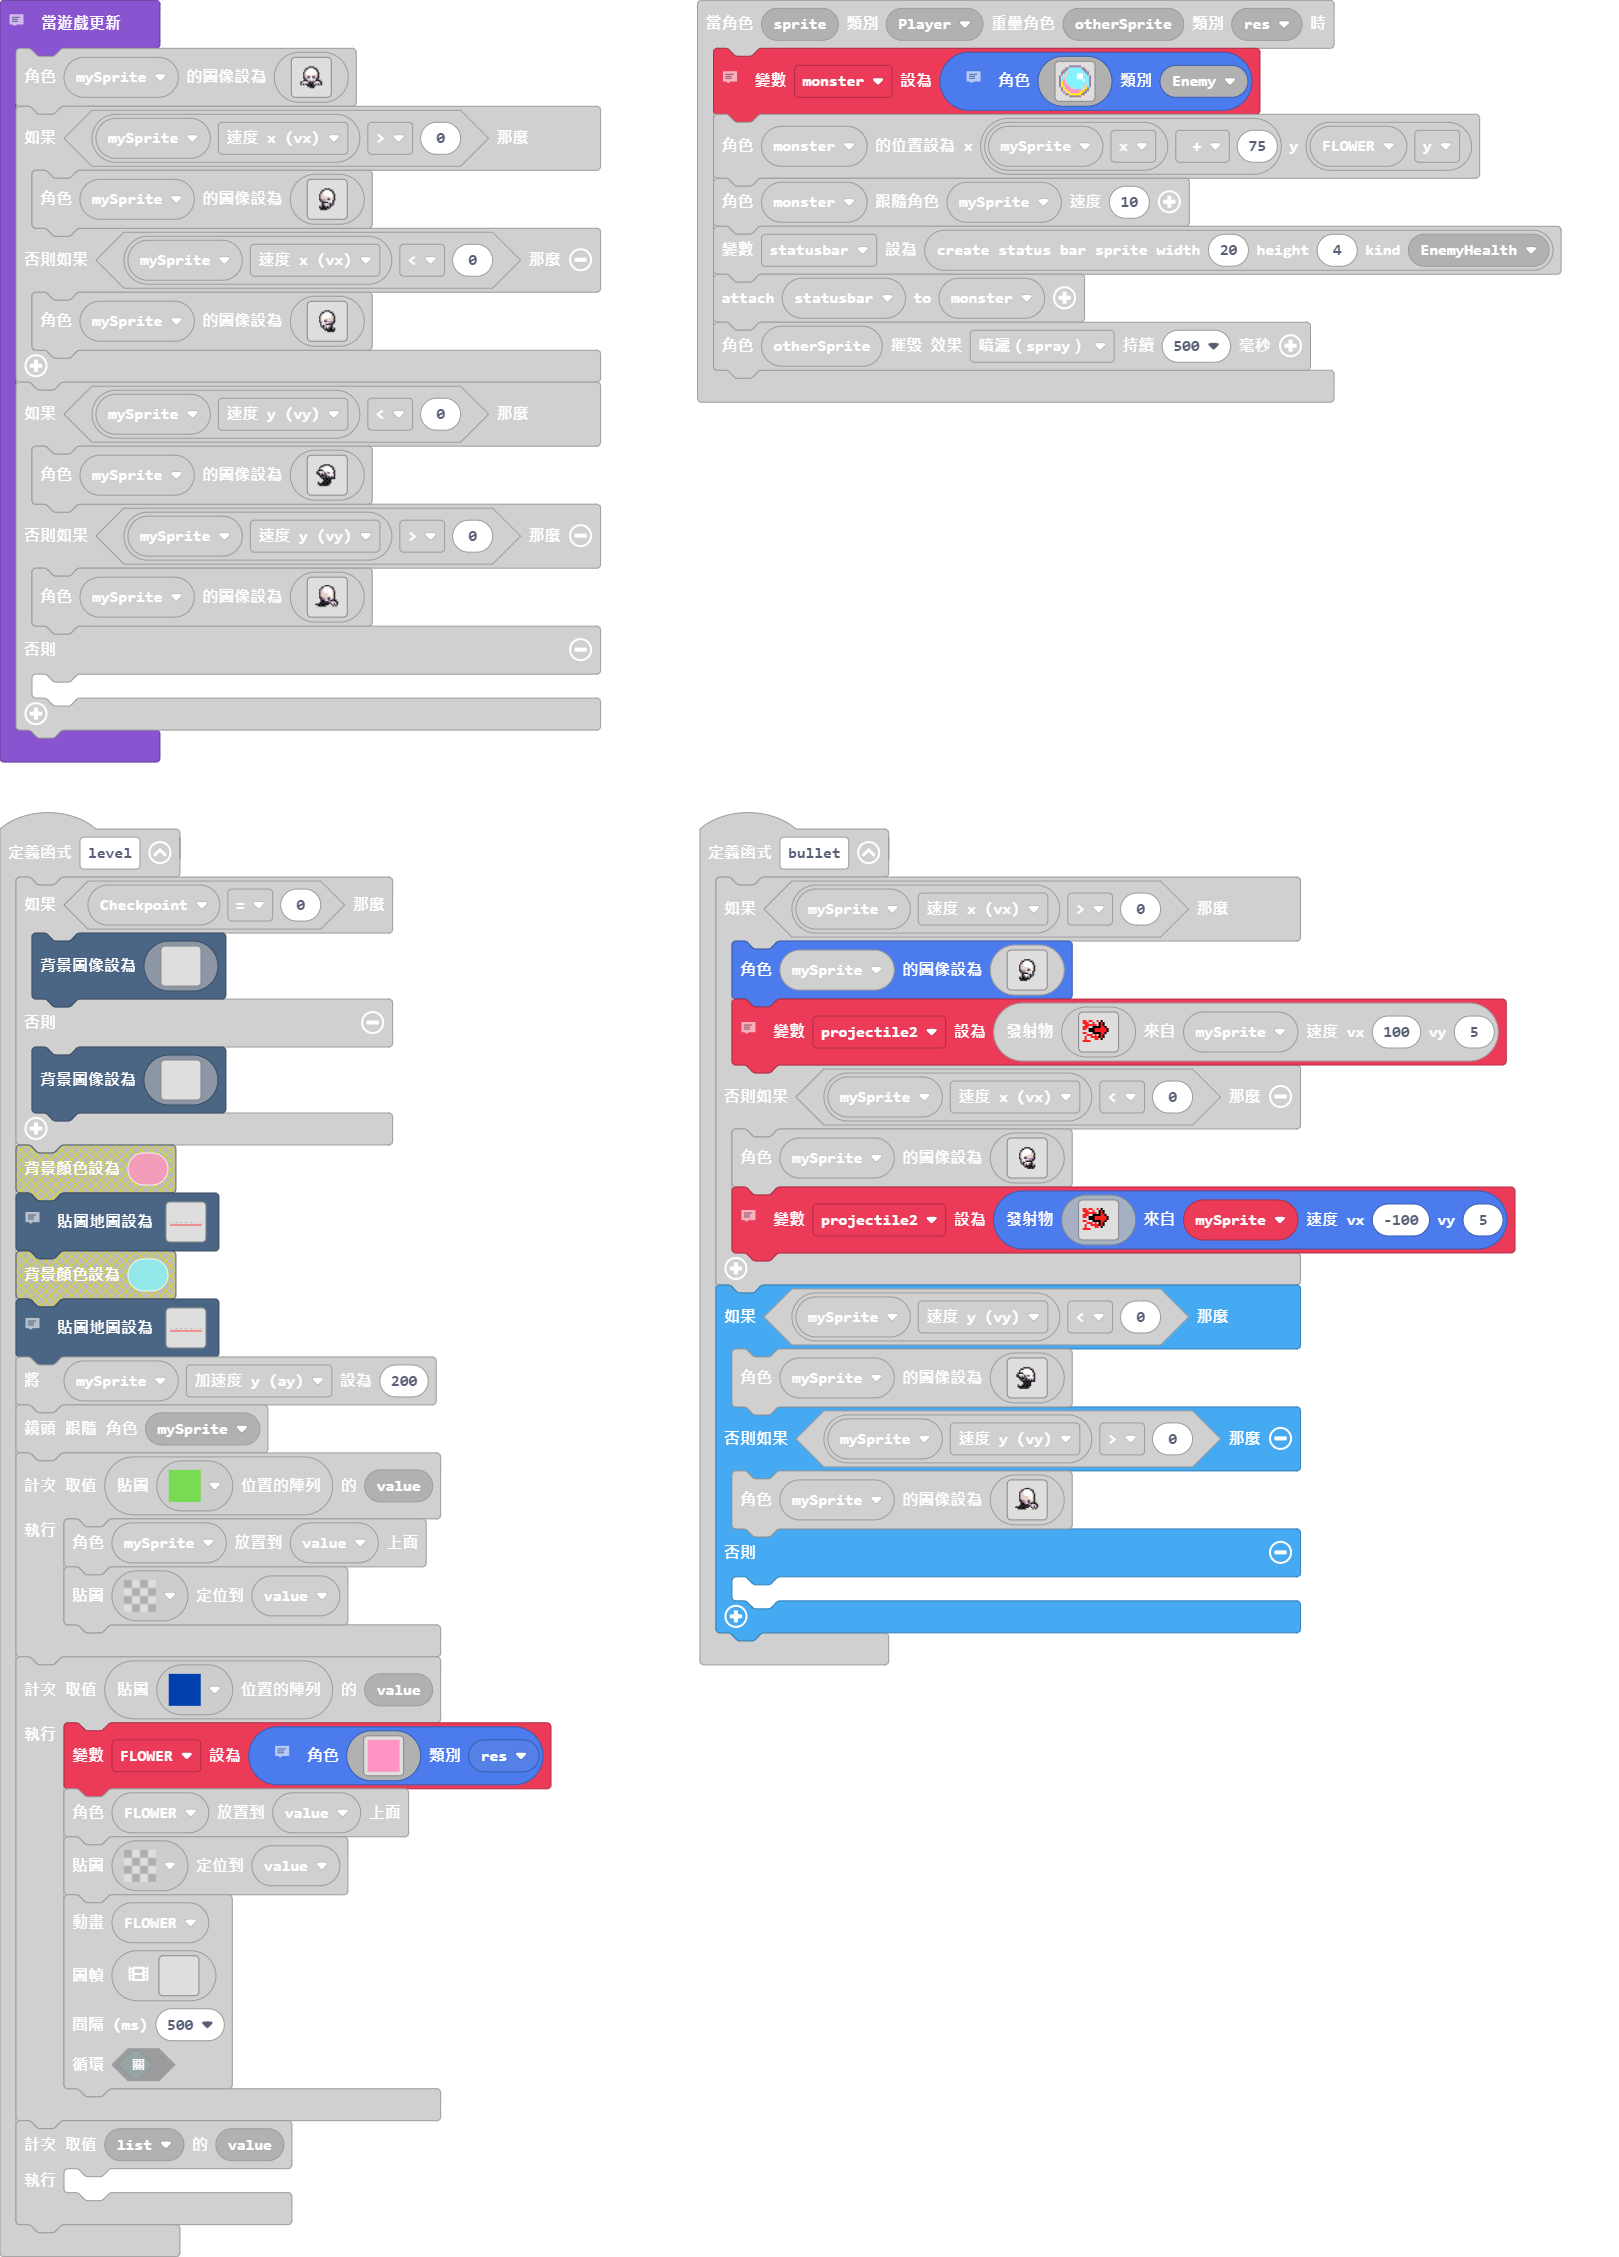 當遊戲更新
角色 mySprite 的圖像設為
如果 mySprite 速度 x (vx) > 0 那麼
角色 mySprite 的圖像設為
否則如果 mySprite 速度 x (vx) < 0 那麼
角色 mySprite 的圖像設為
如果 mySprite 速度 y (vy) < 0 那麼
角色 mySprite 的圖像設為
否則如果 mySprite 速度 y (vy) > 0 那麼
角色 mySprite 的圖像設為
否則
當角色 sprite 類別 Player 重疊角色 otherSprite 類別 res 時
變數 monster 設為 角色 類別 Enemy
角色 monster 的位置設為 x mySprite x + 75 y FLOWER y
角色 monster 跟隨角色 mySprite 速度 10
變數 statusbar 設為 create status bar sprite width 20 height 4 kind EnemyHealth
attach statusbar to monster
角色 otherSprite 摧毀 效果 噴灑(spray) 持續 500 毫秒
定義函式 level
如果 Checkpoint = 0 那麼
背景圖像設為
否則
背景圖像設為
背景顏色設為
貼圖地圖設為
背景顏色設為
貼圖地圖設為
將 mySprite 加速度 y (ay) 設為 200
鏡頭 跟隨 角色 mySprite
計次 取值 貼圖 位置的陣列 的 value
執行 角色 mySprite 放置到 value 上面
貼圖 定位到 value
計次 取值 貼圖 位置的陣列 的 value
執行 變數 FLOWER 設為 角色 類別 res
角色 FLOWER 放置到 value 上面
貼圖 定位到 value
動畫 FLOWER
圖幀
間隔 (ms) 500
循環 關
計次 取值 list 的 value
執行
定義函式 bullet
如果 mySprite 速度 x (vx) > 0 那麼
角色 mySprite 的圖像設為
變數 projectile2 設為 發射物 來自 mySprite 速度 vx 100 vy 5
否則如果 mySprite 速度 x (vx) < 0 那麼
角色 mySprite 的圖像設為
變數 projectile2 設為 發射物 來自 mySprite 速度 vx -100 vy 5
如果 mySprite 速度 y (vy) < 0 那麼
角色 mySprite 的圖像設為
否則如果 mySprite 速度 y (vy) > 0 那麼
角色 mySprite 的圖像設為
否則